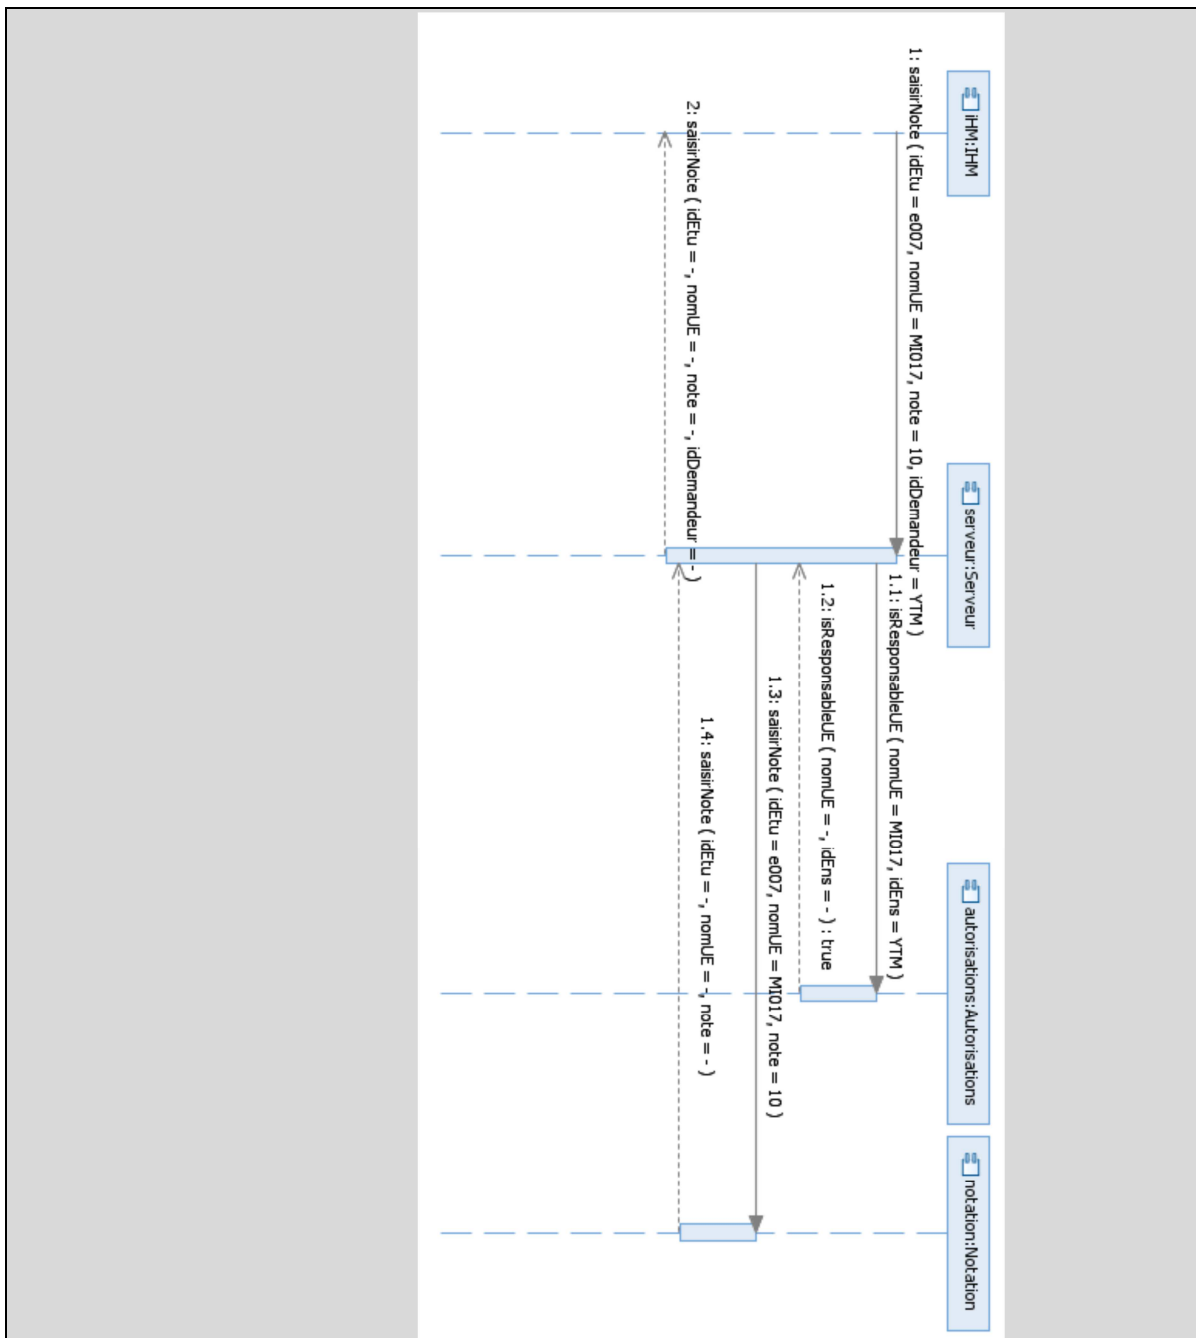 iHM:IHM
serveur:Serveur
autorisations:Autorisations
notation:Notation
1: saisirNote ( idEtu = e007, nomUE = MI017, note = 10, idDemandeur = YTM )
1.1: isResponsableUE ( nomUE = MI017, idEns = YTM )
1.2: isResponsableUE ( nomUE = -, idEns = - ) : true
1.3: saisirNote ( idEtu = e007, nomUE = MI017, note = 10 )
1.4: saisirNote ( idEtu = -, nomUE = -, note = - )
2: saisirNote ( idEtu = -, nomUE = -, note = -, idDemandeur = - )